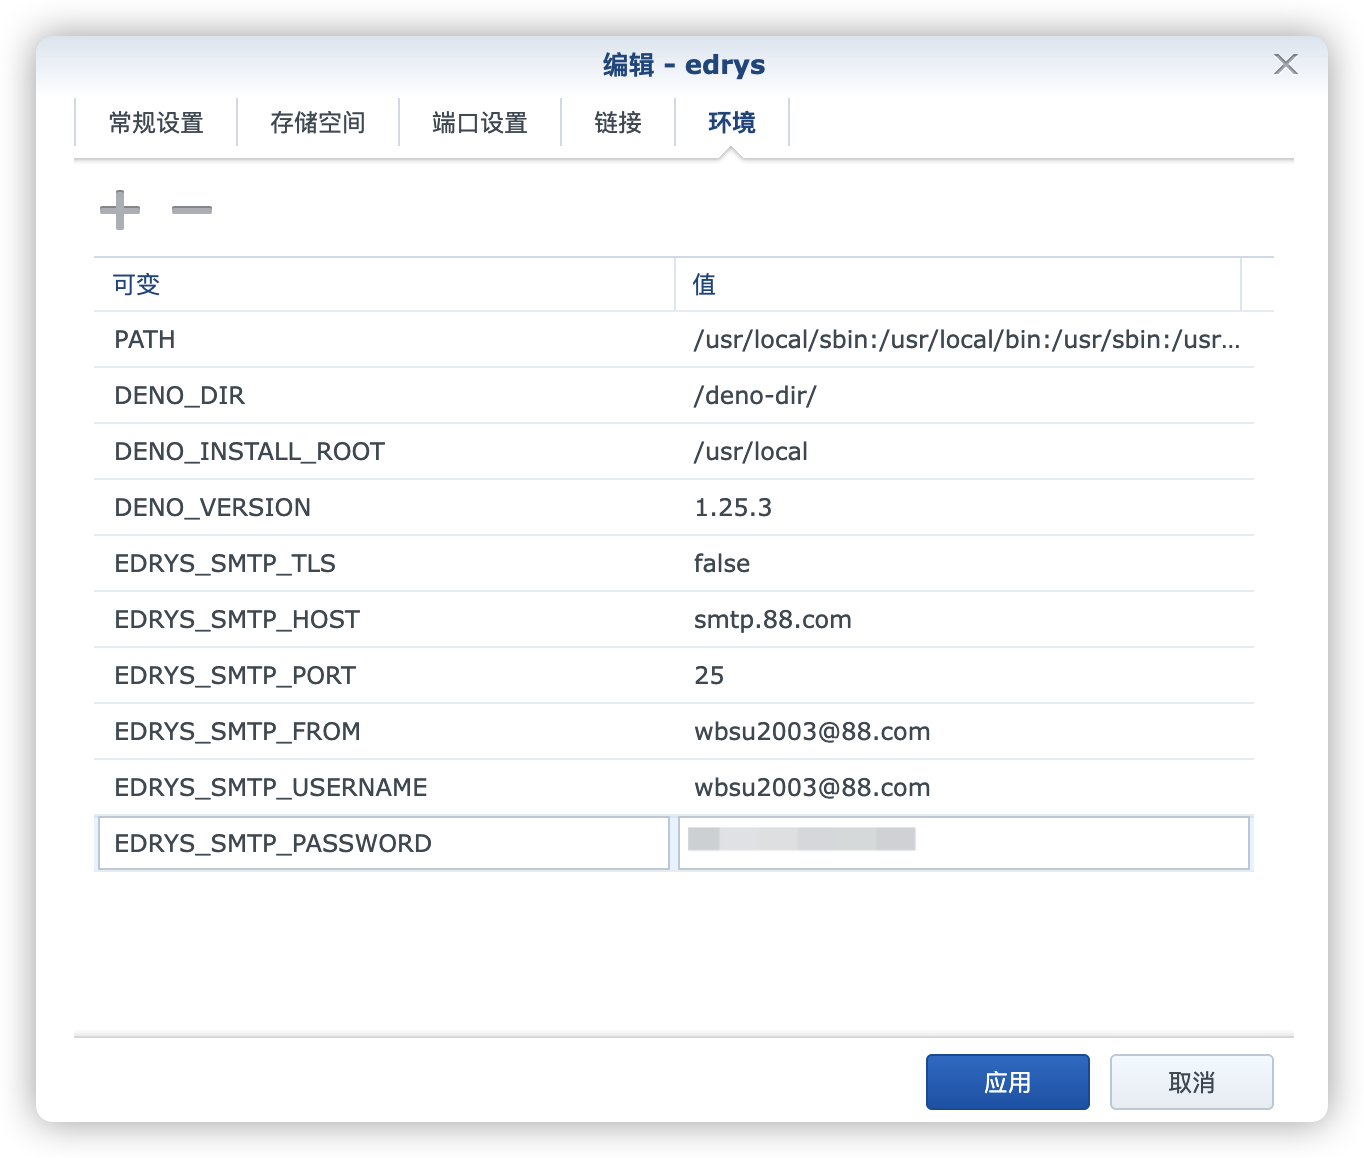 编辑 - edrys
常规设置 存储空间 端口设置 链接 环境
可变 值
PATH /usr/local/sbin:/usr/local/bin:/usr/sbin:/usr...
DENO_DIR /deno-dir/
DENO_INSTALL_ROOT /usr/local
DENO_VERSION 1.25.3
EDRYS_SMTP_TLS false
EDRYS_SMTP_HOST smtp.88.com
EDRYS_SMTP_PORT 25
EDRYS_SMTP_FROM wbsu2003@88.com
EDRYS_SMTP_USERNAME wbsu2003@88.com
EDRYS_SMTP_PASSWORD
应用 取消